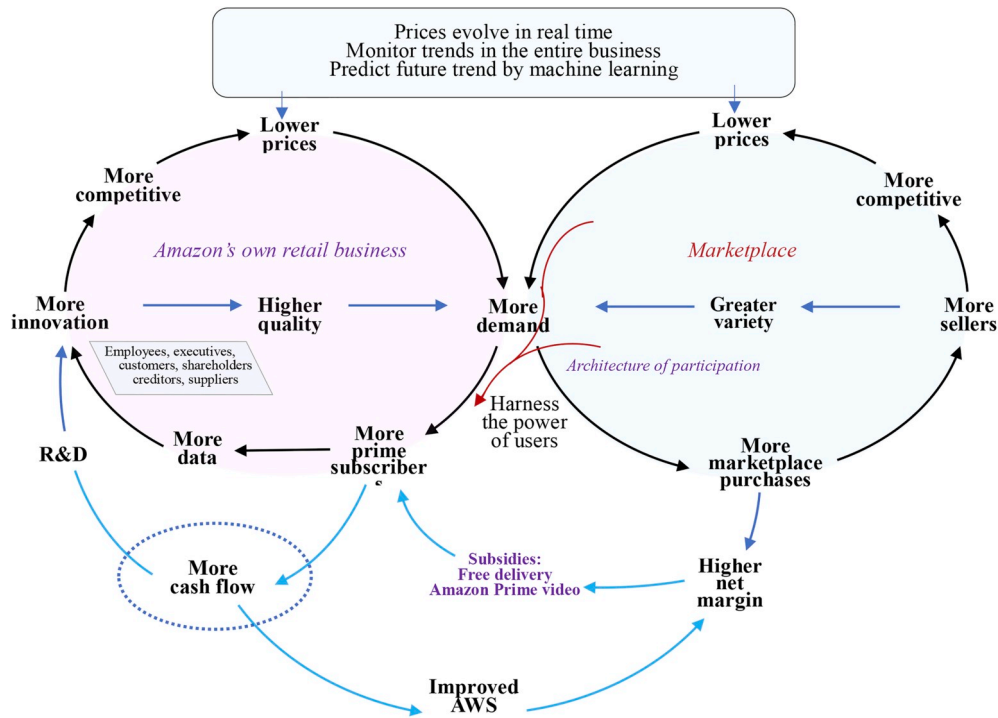 Prices evolve in real time
Monitor trends in the entire business
Predict future trend by machine learning
Lower
prices
Lower
prices
More
competitive
More
competitive
Amazon's own retail business
Marketplace
More
innovation
Higher
quality
More
demand
Greater
variety
More
sellers
Employees, executives,
customers, shareholders
creditors, suppliers
Architecture of participation
Harness
the power
of users
R&D
More
data
More
prime
subscriber
s
More
marketplace
purchases
More
cash flow
Subsidies:
Free delivery
Amazon Prime video
Higher
net
margin
Improved
AWS